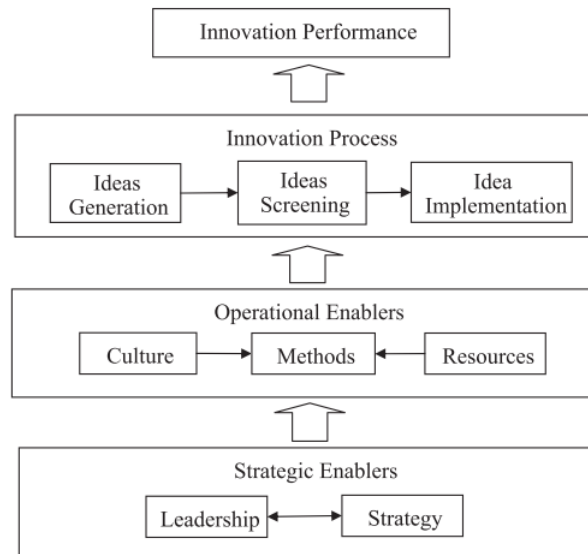 Innovation Performance
Innovation Process
Ideas
Generation
Ideas
Screening
Idea
Implementation
Operational Enablers
Culture
Methods
Resources
Strategic Enablers
Leadership
Strategy